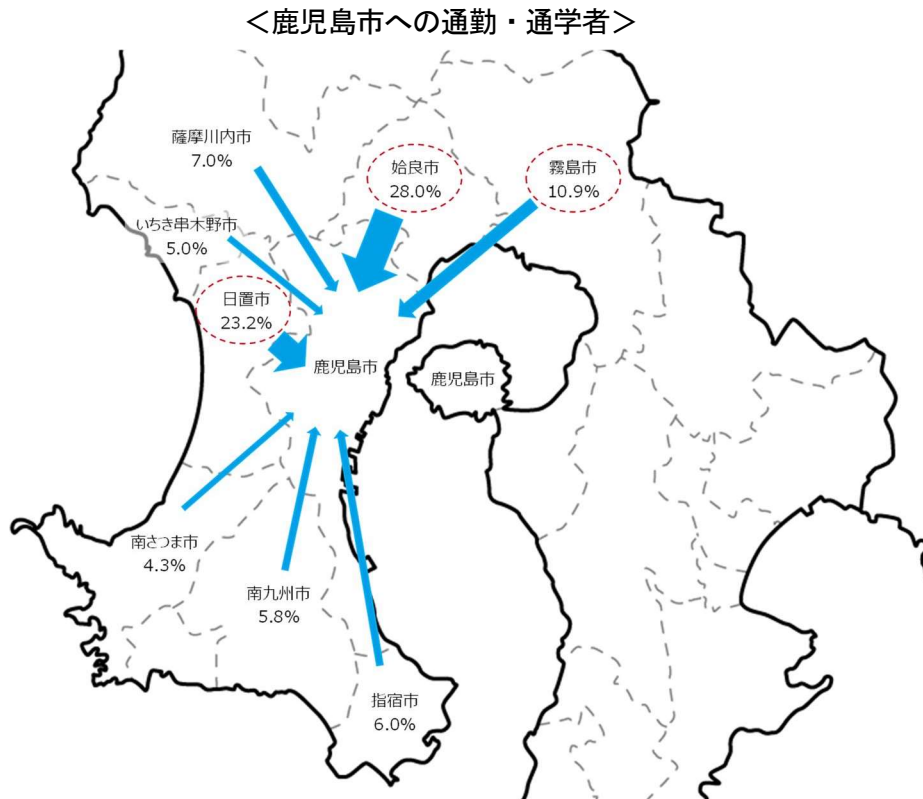 ＜鹿児島市への通勤・通学者＞
薩摩川内市
7.0%
姶良市
28.0%
霧島市
10.9%
いちき串木野市
5.0%
日置市
23.2%
鹿児島市
鹿児島市
南さつま市
4.3%
南九州市
5.8%
指宿市
6.0%